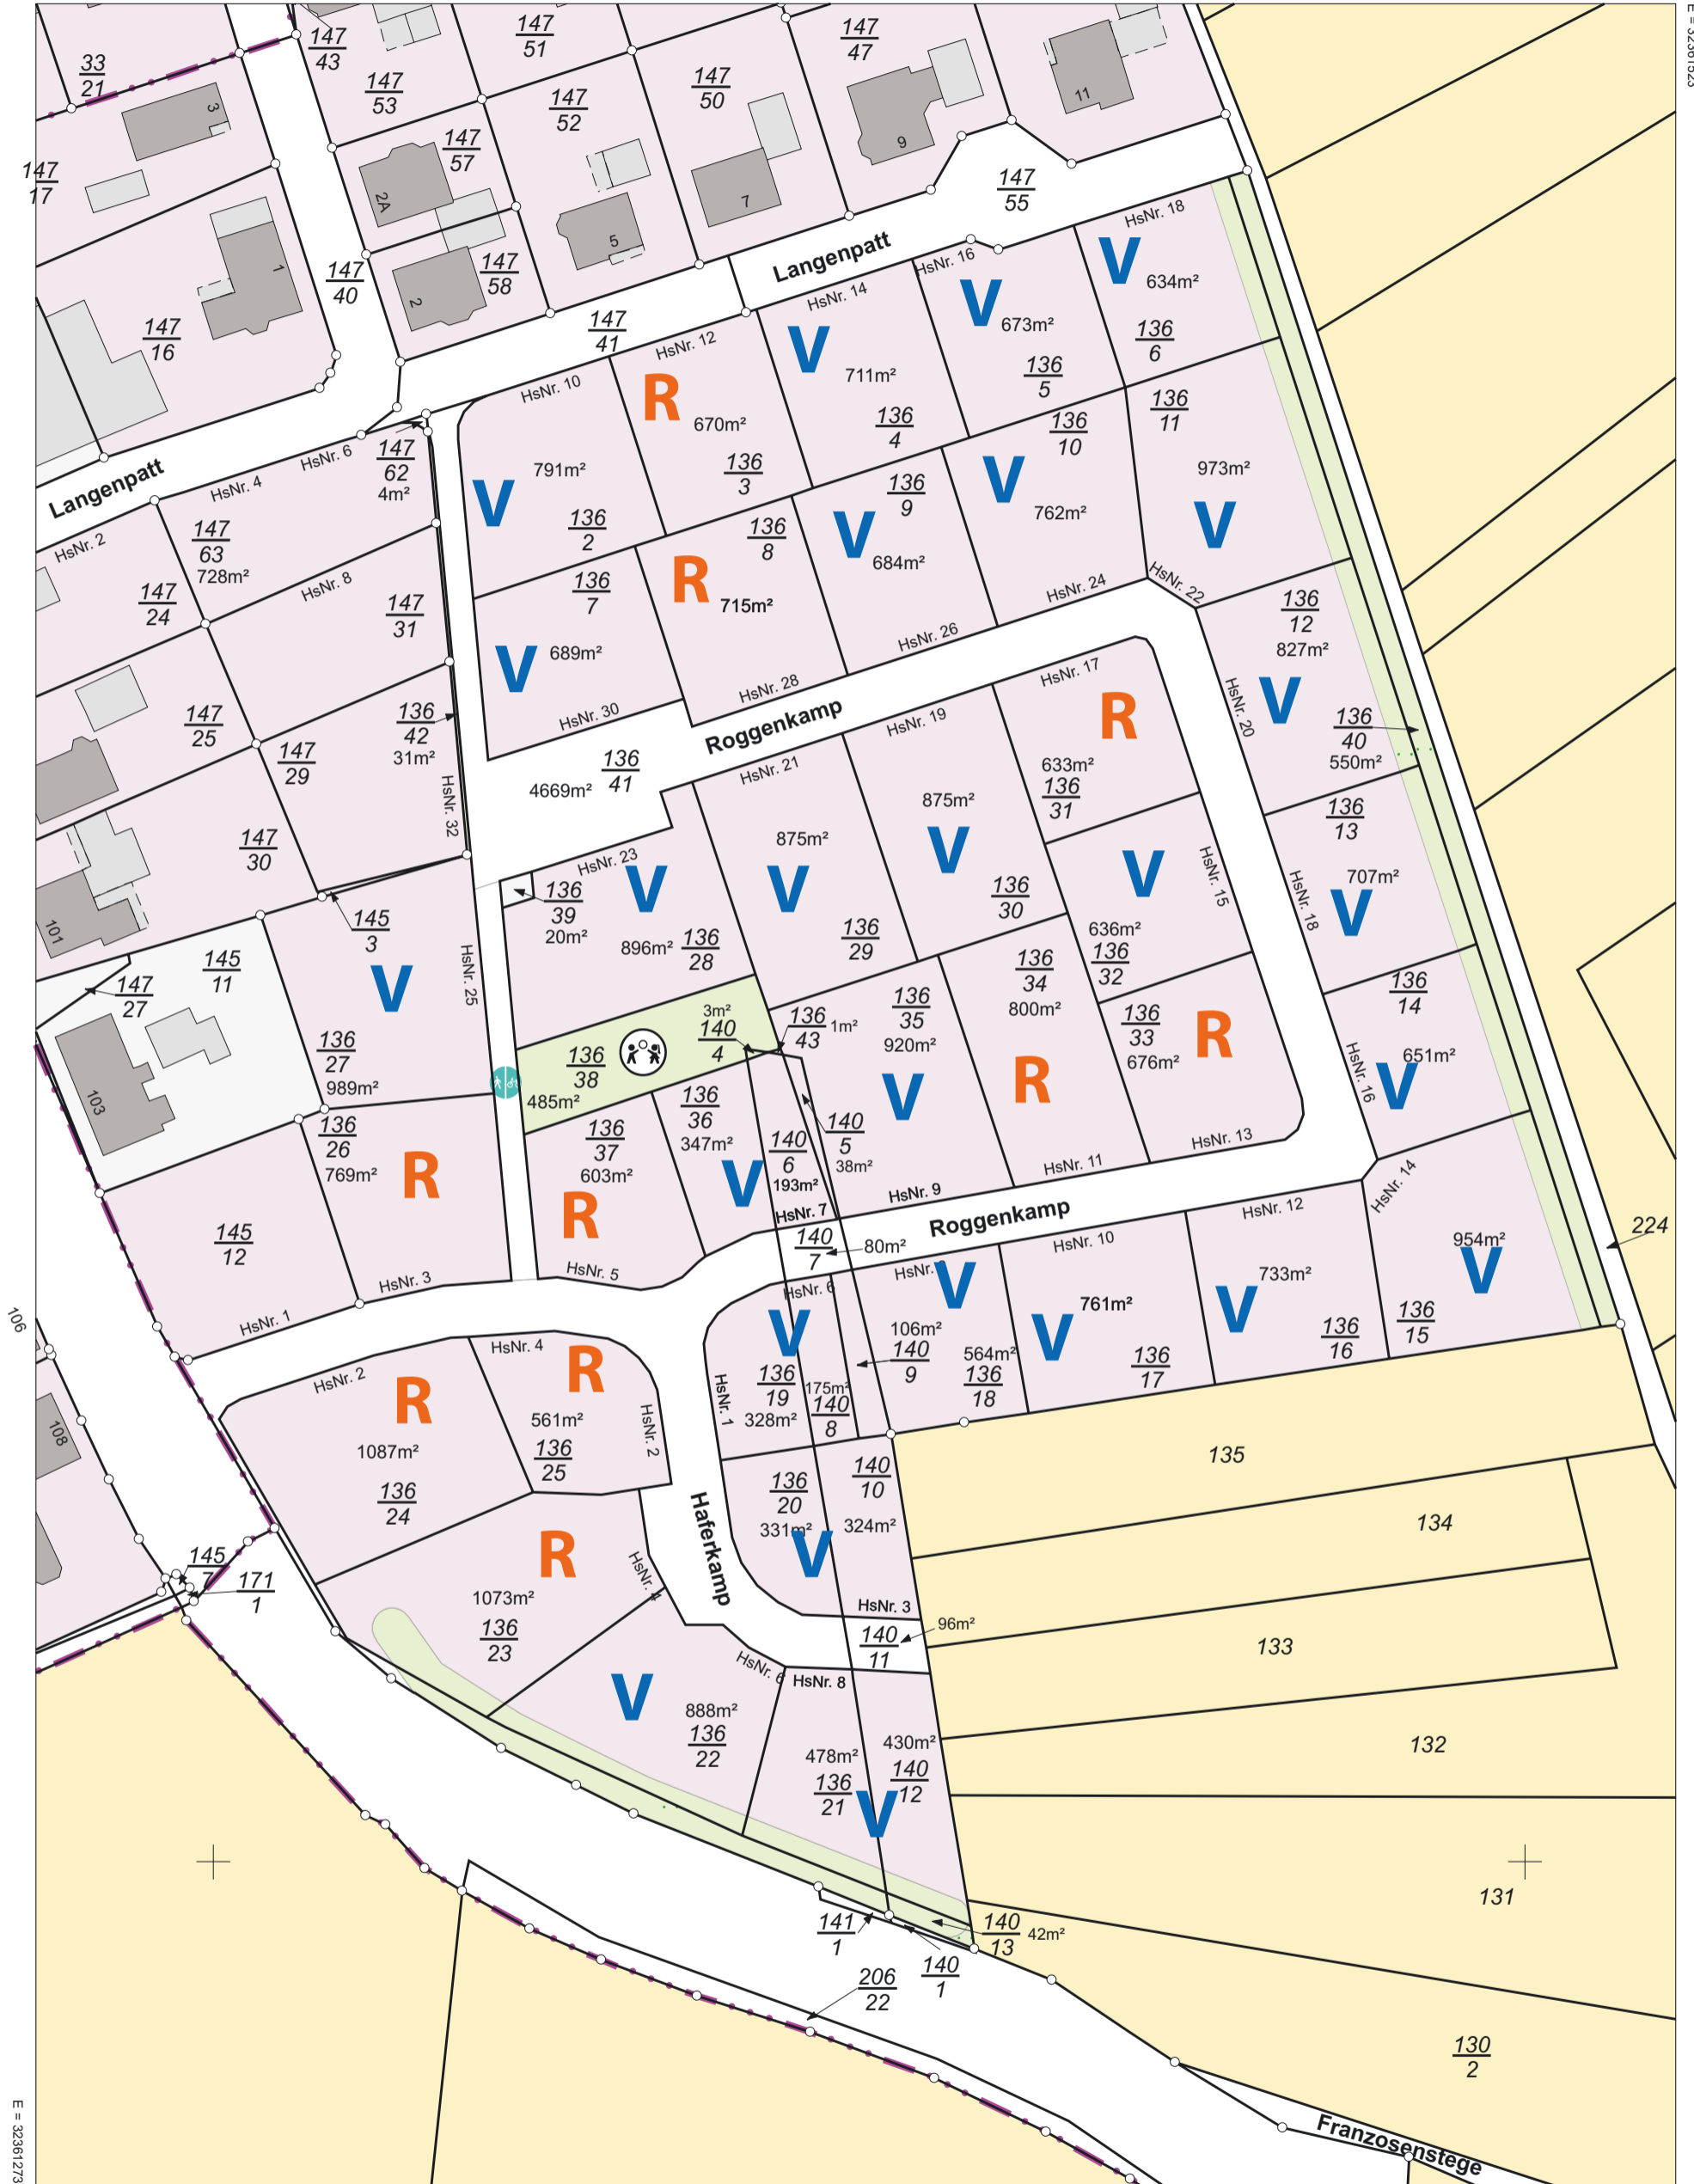 E = 32361523
147
43
147
51
147
47
33
21
147
53
147
52
147
50
3
11
9
147
57
2A
147
17
7
147
55
5
1
147
40
147
58
2
HsNr. 18
V
634m²
Langenpatt
HsNr. 16
V
673m²
136
6
147
16
147
41
HsNr. 14
V
711m²
136
5
HsNr. 12
R
670m²
136
4
136
10
136
11
HsNr. 10
791m²
V
136
2
136
3
973m²
V
HsNr. 6
147
62
4m²
Langenpatt
HsNr. 4
147
63
728m²
HsNr. 2
147
24
HsNr. 8
147
31
136
7
V
689m²
136
8
R
715m²
136
9
V
684m²
V
762m²
HsNr. 24
HsNr. 22
HsNr. 26
HsNr. 28
HsNr. 30
136
12
827m²
V
HsNr. 20
136
40
550m²
147
25
147
29
136
42
31m²
HsNr. 32
4669m²
136
41
Roggenkamp
HsNr. 21
HsNr. 19
HsNr. 17
R
633m²
136
31
147
30
875m²
V
136
29
875m²
V
136
30
V
636m²
136
32
HsNr. 15
136
13
707m²
V
HsNr. 18
HsNr. 23
V
136
39
20m²
896m²
136
28
101
145
3
147
27
145
11
V
136
27
989m²
HsNr. 25
103
136
38
485m²
3m²
140
4
136
43
1m²
136
35
920m²
V
136
34
800m²
R
136
33
676m²
R
136
14
651m²
V
HsNr. 16
136
26
769m²
R
136
37
603m²
R
136
36
347m²
V
140
6
193m²
140
5
38m²
HsNr. 7
HsNr. 9
HsNr. 11
HsNr. 13
HsNr. 14
145
12
HsNr. 1
HsNr. 3
HsNr. 5
140
7
80m²
Roggenkamp
HsNr. 10
HsNr. 12
954m²
V
136
15
224
106
108
HsNr. 6
V
136
19
328m²
HsNr. 1
175m²
140
8
HsNr.
V
106m²
140
9
564m²
136
18
761m²
V
136
17
733m²
V
136
16
HsNr. 2
R
1087m²
136
24
HsNr. 4
R
561m²
136
25
HsNr. 2
135
134
133
132
131
136
20
331m²
V
140
10
324m²
Haferkamp
HsNr. 3
140
11
96m²
145
7
171
1
R
1073m²
136
23
HsNr. 4
HsNr. 6
HsNr. 8
V
888m²
136
22
478m²
136
21
V
430m²
140
12
141
1
140
1
140
13
42m²
206
22
130
2
Franzosenstege
E = 32361273